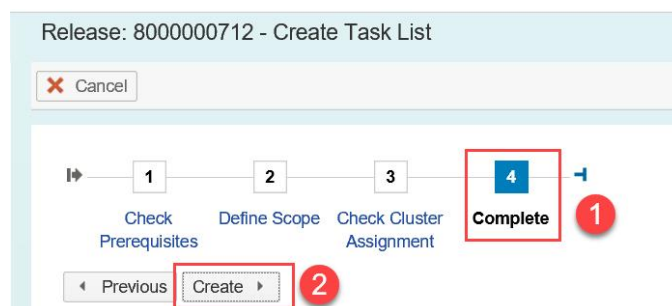 Release: 8000000712 - Create Task List
Cancel
1 2 3 4
Check Prerequisites Define Scope Check Cluster Assignment Complete
1
Previous Create
2